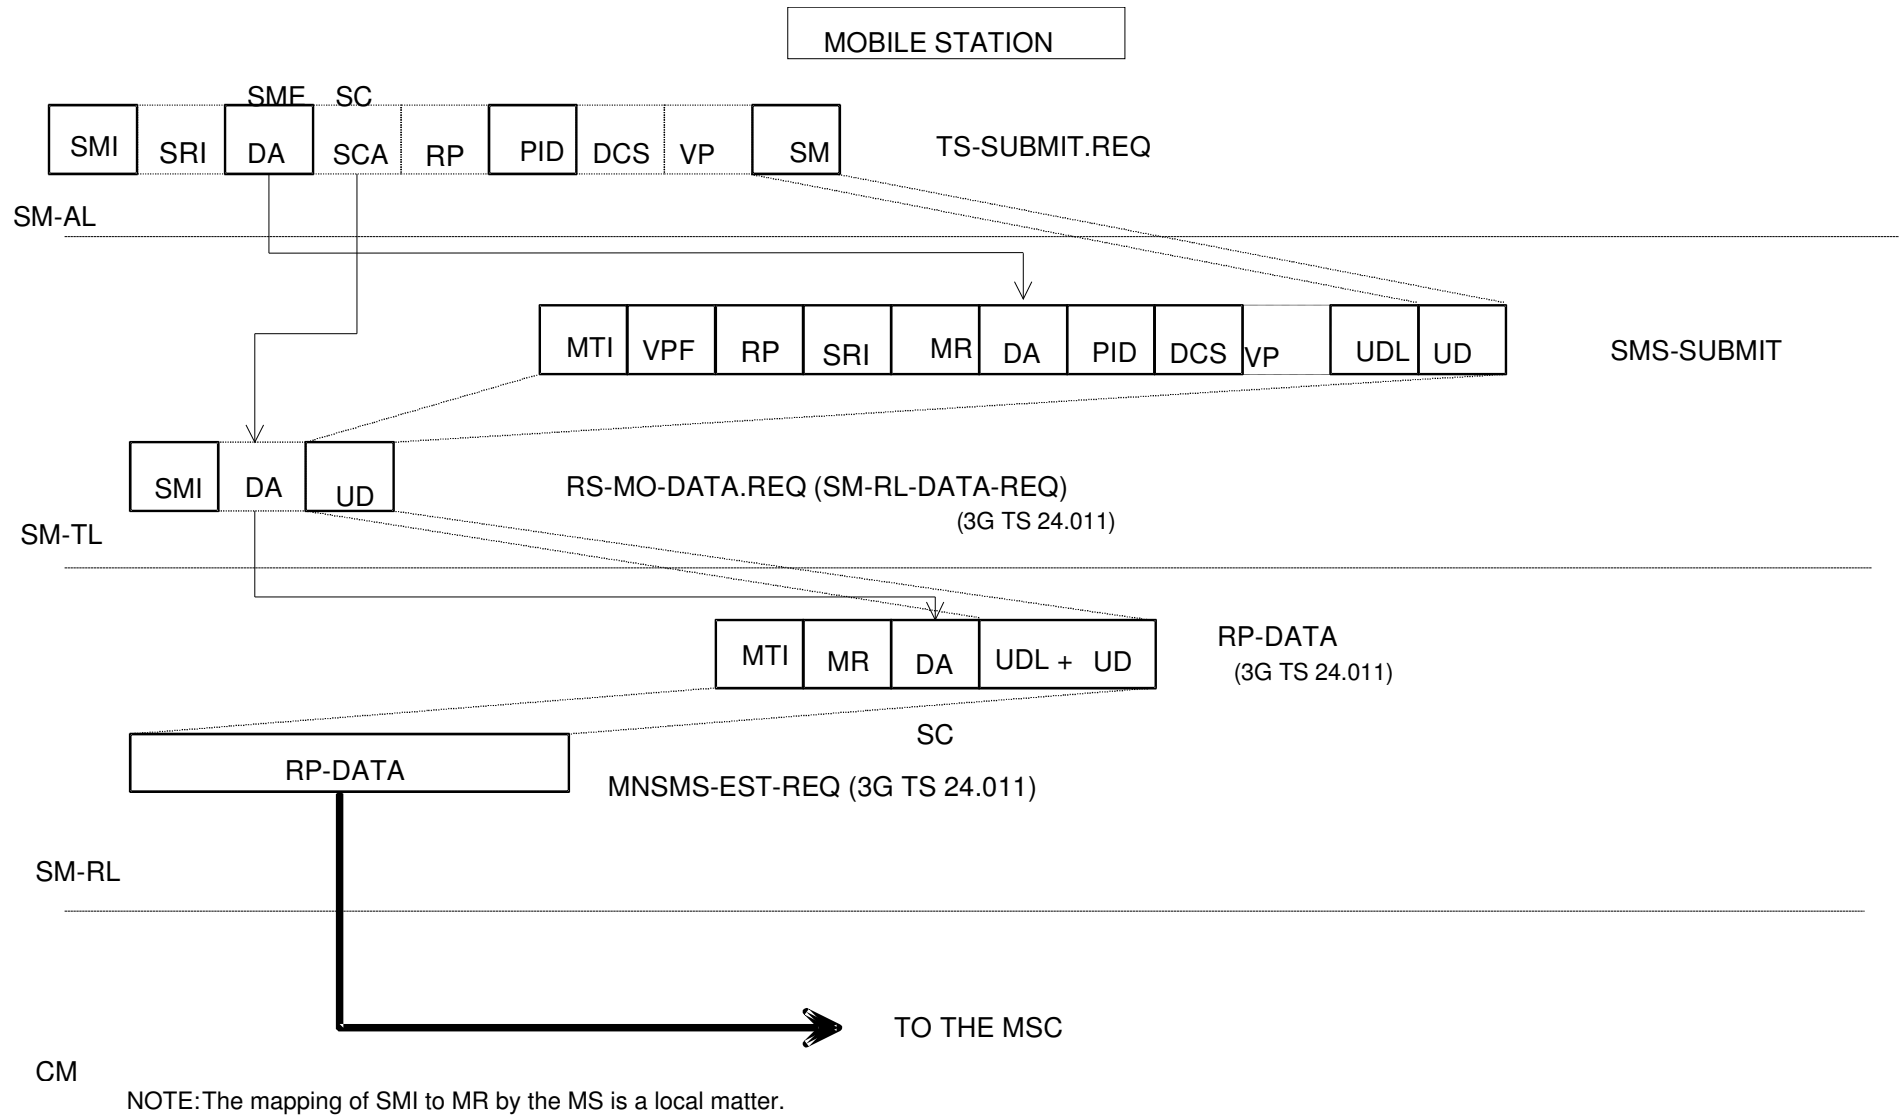 MOBILE STATION
SME SC
SMI SRI DA SCA RP PID DCS VP SM TS-SUBMIT.REQ
SM-AL
MTI VPF RP SRI MR DA PID DCS VP UDL UD SMS-SUBMIT
SMI DA UD RS-MO-DATA.REQ (SM-RL-DATA-REQ)
(3G TS 24.011)
SM-TL
MTI MR DA UDL + UD RP-DATA
(3G TS 24.011)
SC
RP-DATA MNSMS-EST-REQ (3G TS 24.011)
SM-RL
TO THE MSC
CM
NOTE:The mapping of SMI to MR by the MS is a local matter.